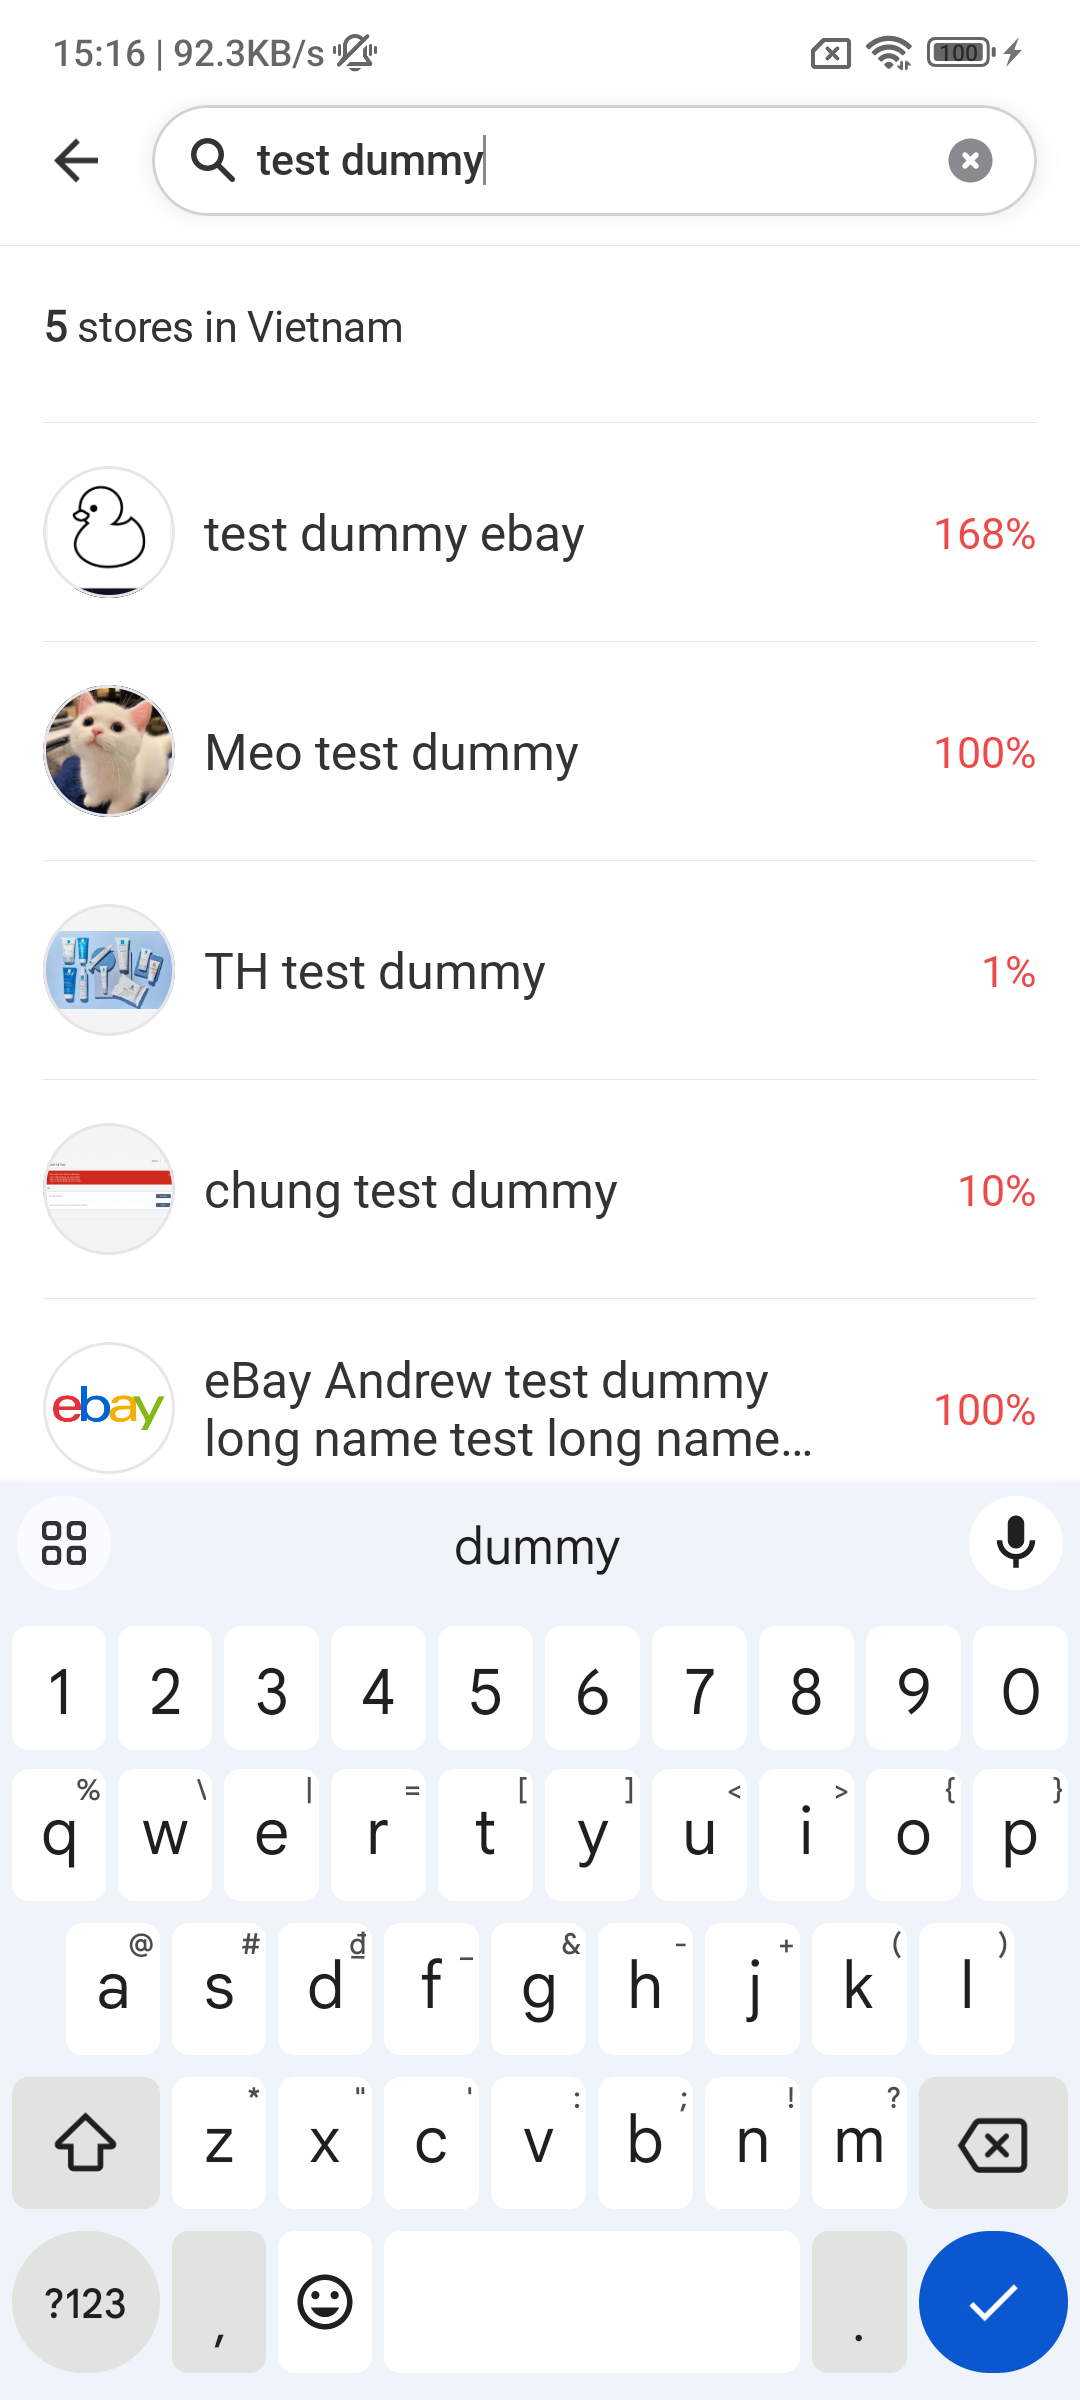 15:16 | 92.3KB/s
100
test dummy
5 stores in Vietnam
test dummy ebay
168%
Meo test dummy
100%
TH test dummy
1%
chung test dummy
10%
ebay
eBay Andrew test dummy
long name test long name...
100%
dummy
1 2 3 4 5 6 7 8 9 0
% \ | = [ ] < > { }
q w e r t y u i o p
@ # ₫ _ & - + ( )
a s d f g h j k l
* " ' : ; ! ?
z x c v b n m
?123 , .